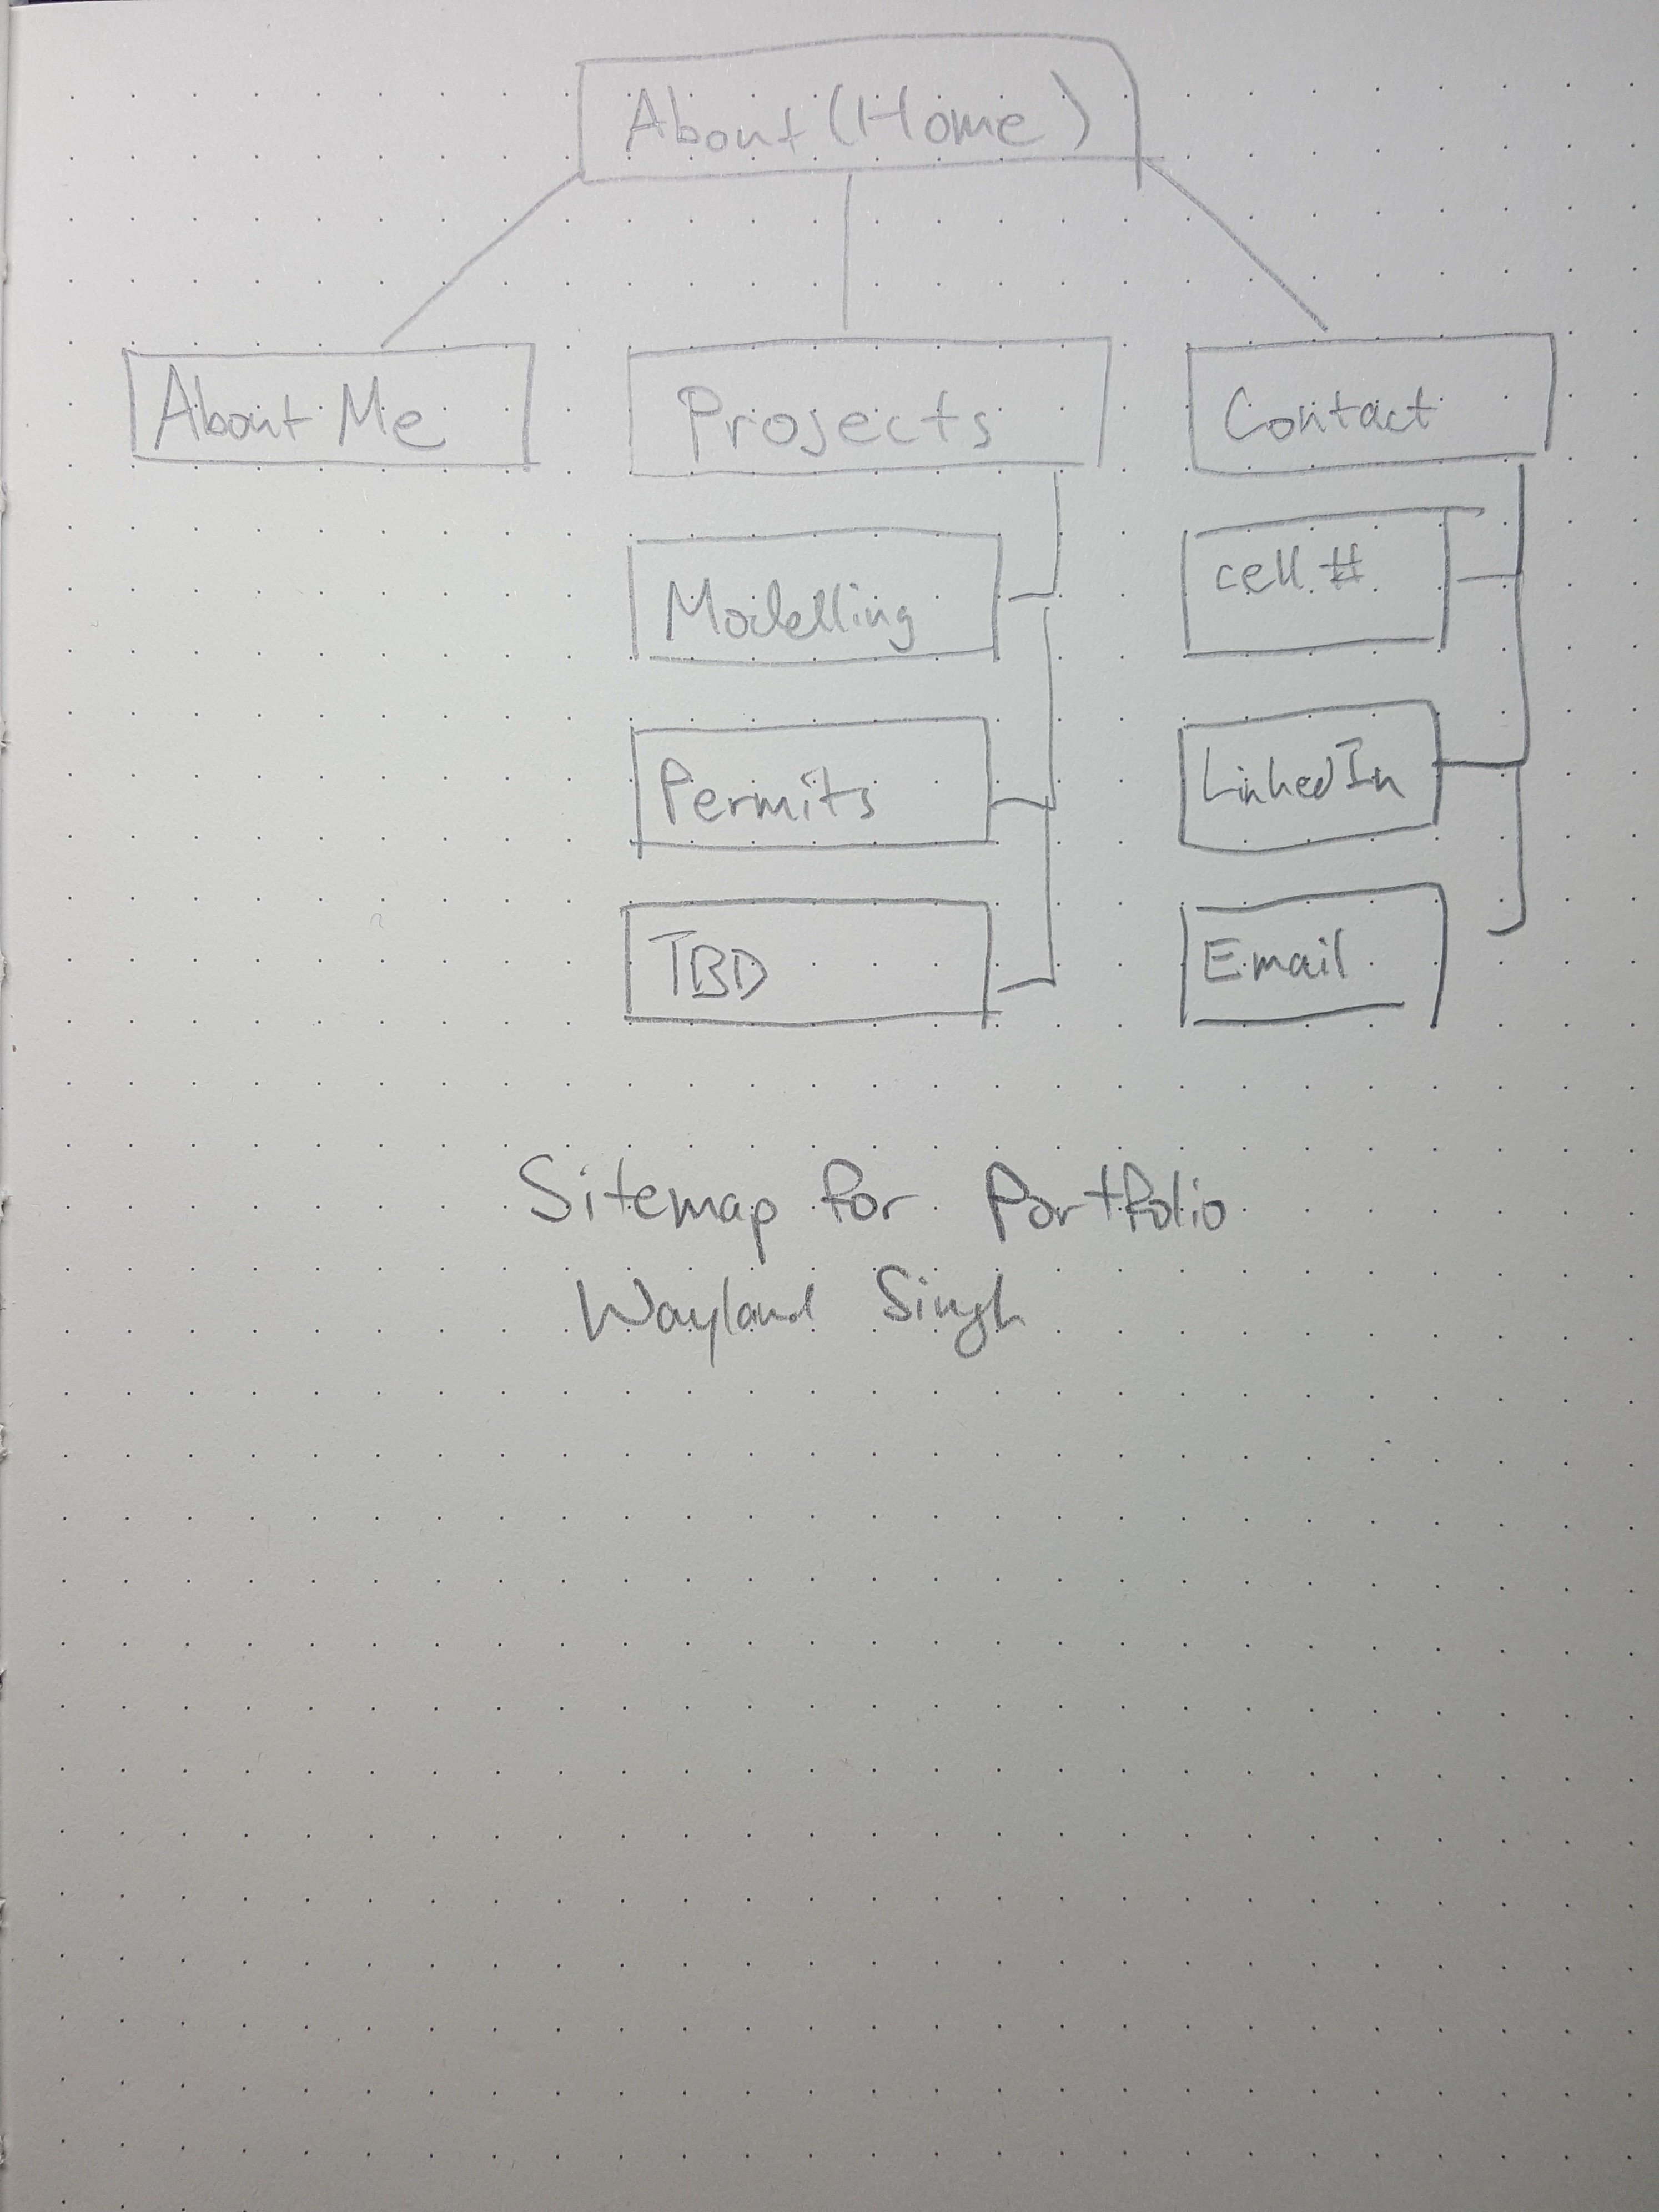 About (Home)
About Me
Projects
Contact
Modelling
cell #
Permits
LinkedIn
TBD
Email
Sitemap for Portfolio
Wayland Singh